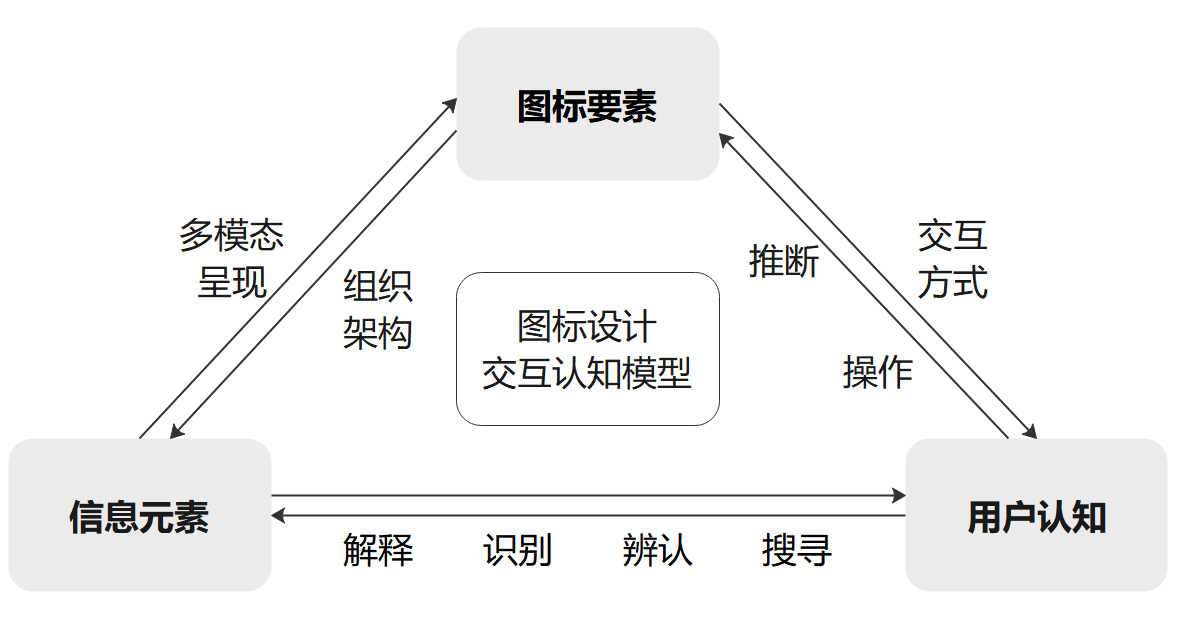 图标要素
多模态
呈现
组织
架构
图标设计
交互认知模型
推断
操作
交互
方式
信息元素
用户认知
解释 识别 辨认 搜寻